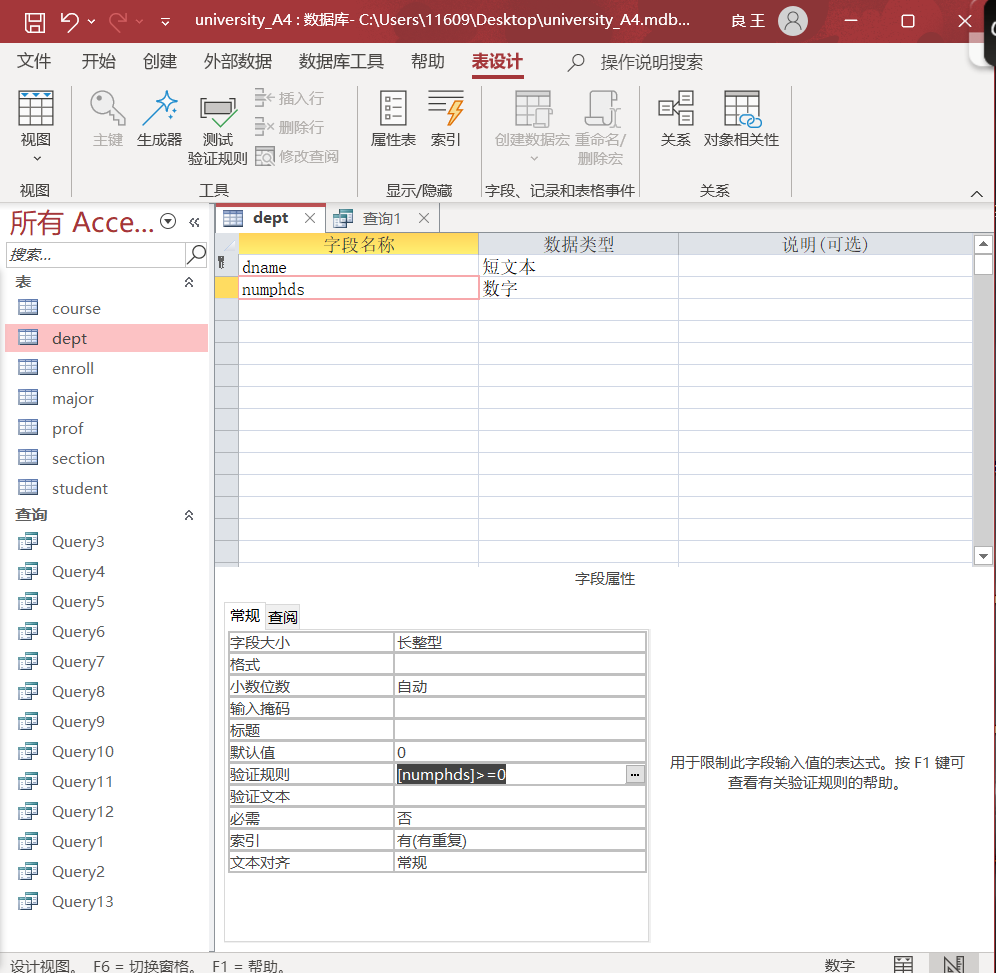 university_A4 : 数据库- C:\Users\11609\Desktop\university_A4.mdb... 良 王
文件 开始 创建 外部数据 数据库工具 帮助 表设计 操作说明搜索
视图
主键
生成器
测试
验证规则
插入行
删除行
修改查阅
属性表
索引
创建数据宏
重命名/
删除宏
关系
对象相关性
视图 工具 显示/隐藏 字段、记录和表格事件 关系
所有 Acce...
搜索...
表
course
dept
enroll
major
prof
section
student
查询
Query3
Query4
Query5
Query6
Query7
Query8
Query9
Query10
Query11
Query12
Query1
Query2
Query13
dept 查询1
字段名称 数据类型 说明(可选)
dname 短文本
numphds 数字
字段属性
常规 查阅
字段大小 长整型
格式
小数位数 自动
输入掩码
标题
默认值 0
验证规则 [numphds]>=0 ...
验证文本
必需 否
索引 有(有重复)
文本对齐 常规
用于限制此字段输入值的表达式。按 F1 键可
查看有关验证规则的帮助。
设计视图。 F6 = 切换窗格。 F1 = 帮助。 数字